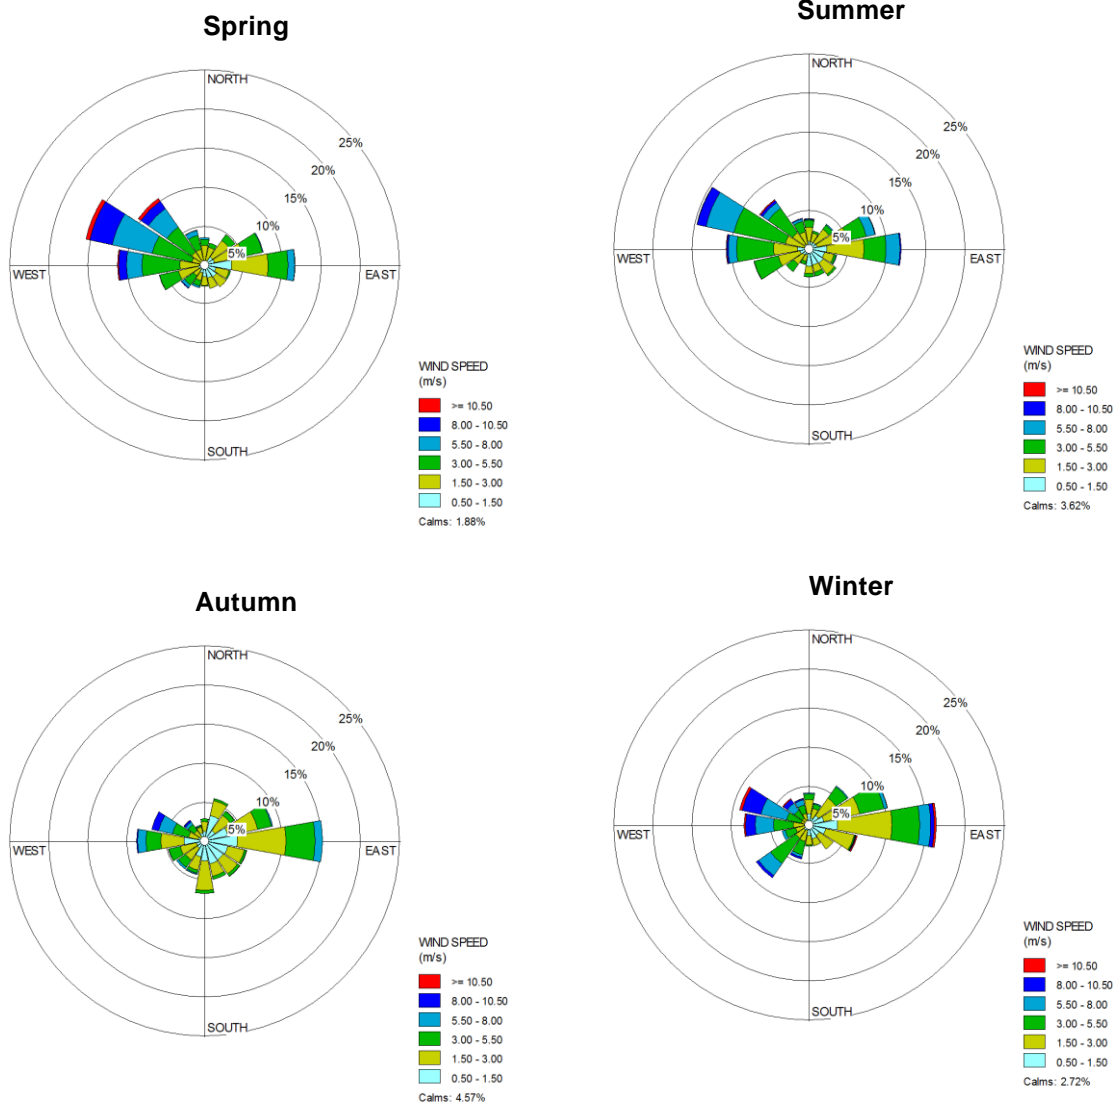 Spring
NORTH
25%
20%
15%
10%
5%
WEST
EAST
SOUTH
WIND SPEED
(m/s)
>= 10.50
8.00 - 10.50
5.50 - 8.00
3.00 - 5.50
1.50 - 3.00
0.50 - 1.50
Calms: 1.88%
Summer
NORTH
25%
20%
15%
10%
5%
WEST
EAST
SOUTH
WIND SPEED
(m/s)
>= 10.50
8.00 - 10.50
5.50 - 8.00
3.00 - 5.50
1.50 - 3.00
0.50 - 1.50
Calms: 3.62%
Autumn
NORTH
25%
20%
15%
10%
5%
WEST
EAST
SOUTH
WIND SPEED
(m/s)
>= 10.50
8.00 - 10.50
5.50 - 8.00
3.00 - 5.50
1.50 - 3.00
0.50 - 1.50
Calms: 4.57%
Winter
NORTH
25%
20%
15%
10%
5%
WEST
EAST
SOUTH
WIND SPEED
(m/s)
>= 10.50
8.00 - 10.50
5.50 - 8.00
3.00 - 5.50
1.50 - 3.00
0.50 - 1.50
Calms: 2.72%